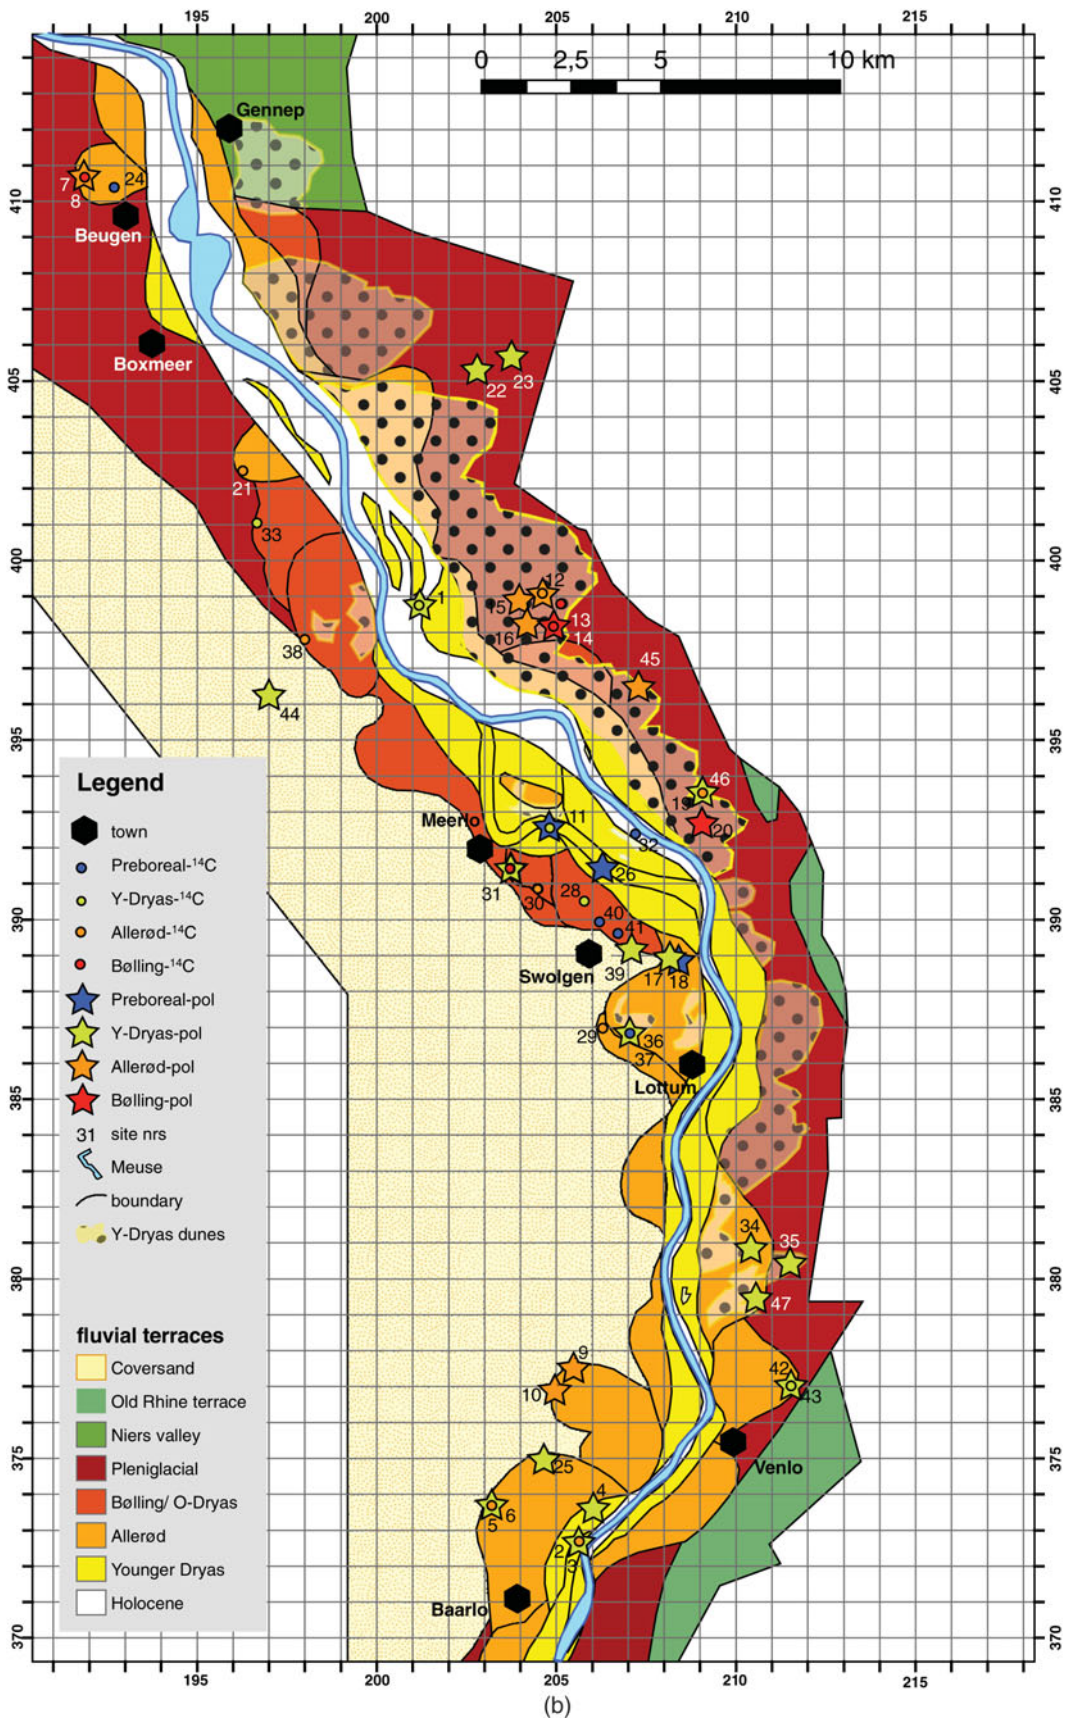 195 200 205 210 215
0 2,5 5 10 km
Gennep
410
7 24
8
Beugen
Boxmeer
405
22 23
21
33
400
1
12
15
13
16 14
38
45
44
395
46
19
20
Meerlo
11
32
31
30
26
28
390
40
41
Swolgen
39
17 18
29
36
37
Lottum
385
34
35
380
47
9
10
42
43
375
25
Venlo
4
5 6
2
3
Baarlo
370
Legend
town
Preboreal-¹⁴C
Y-Dryas-¹⁴C
Allerød-¹⁴C
Bølling-¹⁴C
Preboreal-pol
Y-Dryas-pol
Allerød-pol
Bølling-pol
31 site nrs
Meuse
boundary
Y-Dryas dunes
fluvial terraces
Coversand
Old Rhine terrace
Niers valley
Pleniglacial
Bølling/ O-Dryas
Allerød
Younger Dryas
Holocene
410
405
400
395
390
385
380
375
370
195 200 205 210 215
(b)